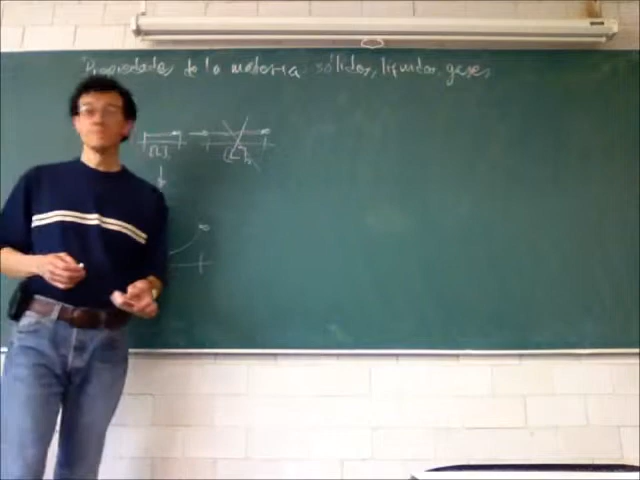 Propiedades de la materia: sólidos, líquidos, gases